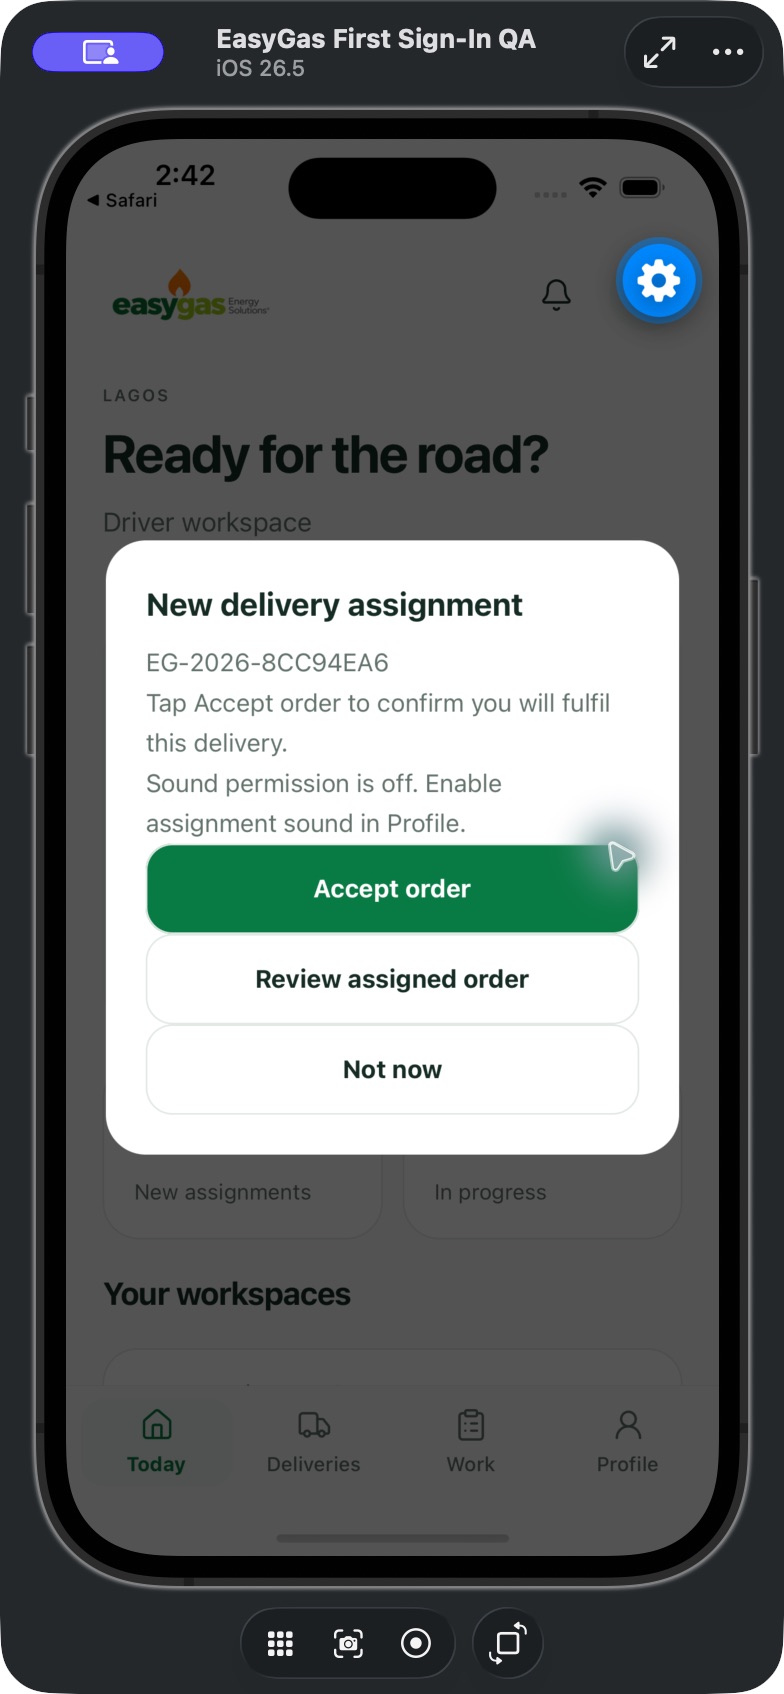 EasyGas First Sign-In QA
iOS 26.5
2:42
◀ Safari
easygas Energy Solutions
LAGOS
Ready for the road?
Driver workspace
New delivery assignment
EG-2026-8CC94EA6
Tap Accept order to confirm you will fulfil
this delivery.
Sound permission is off. Enable
assignment sound in Profile.
Accept order
Review assigned order
Not now
New assignments
In progress
Your workspaces
Today
Deliveries
Work
Profile